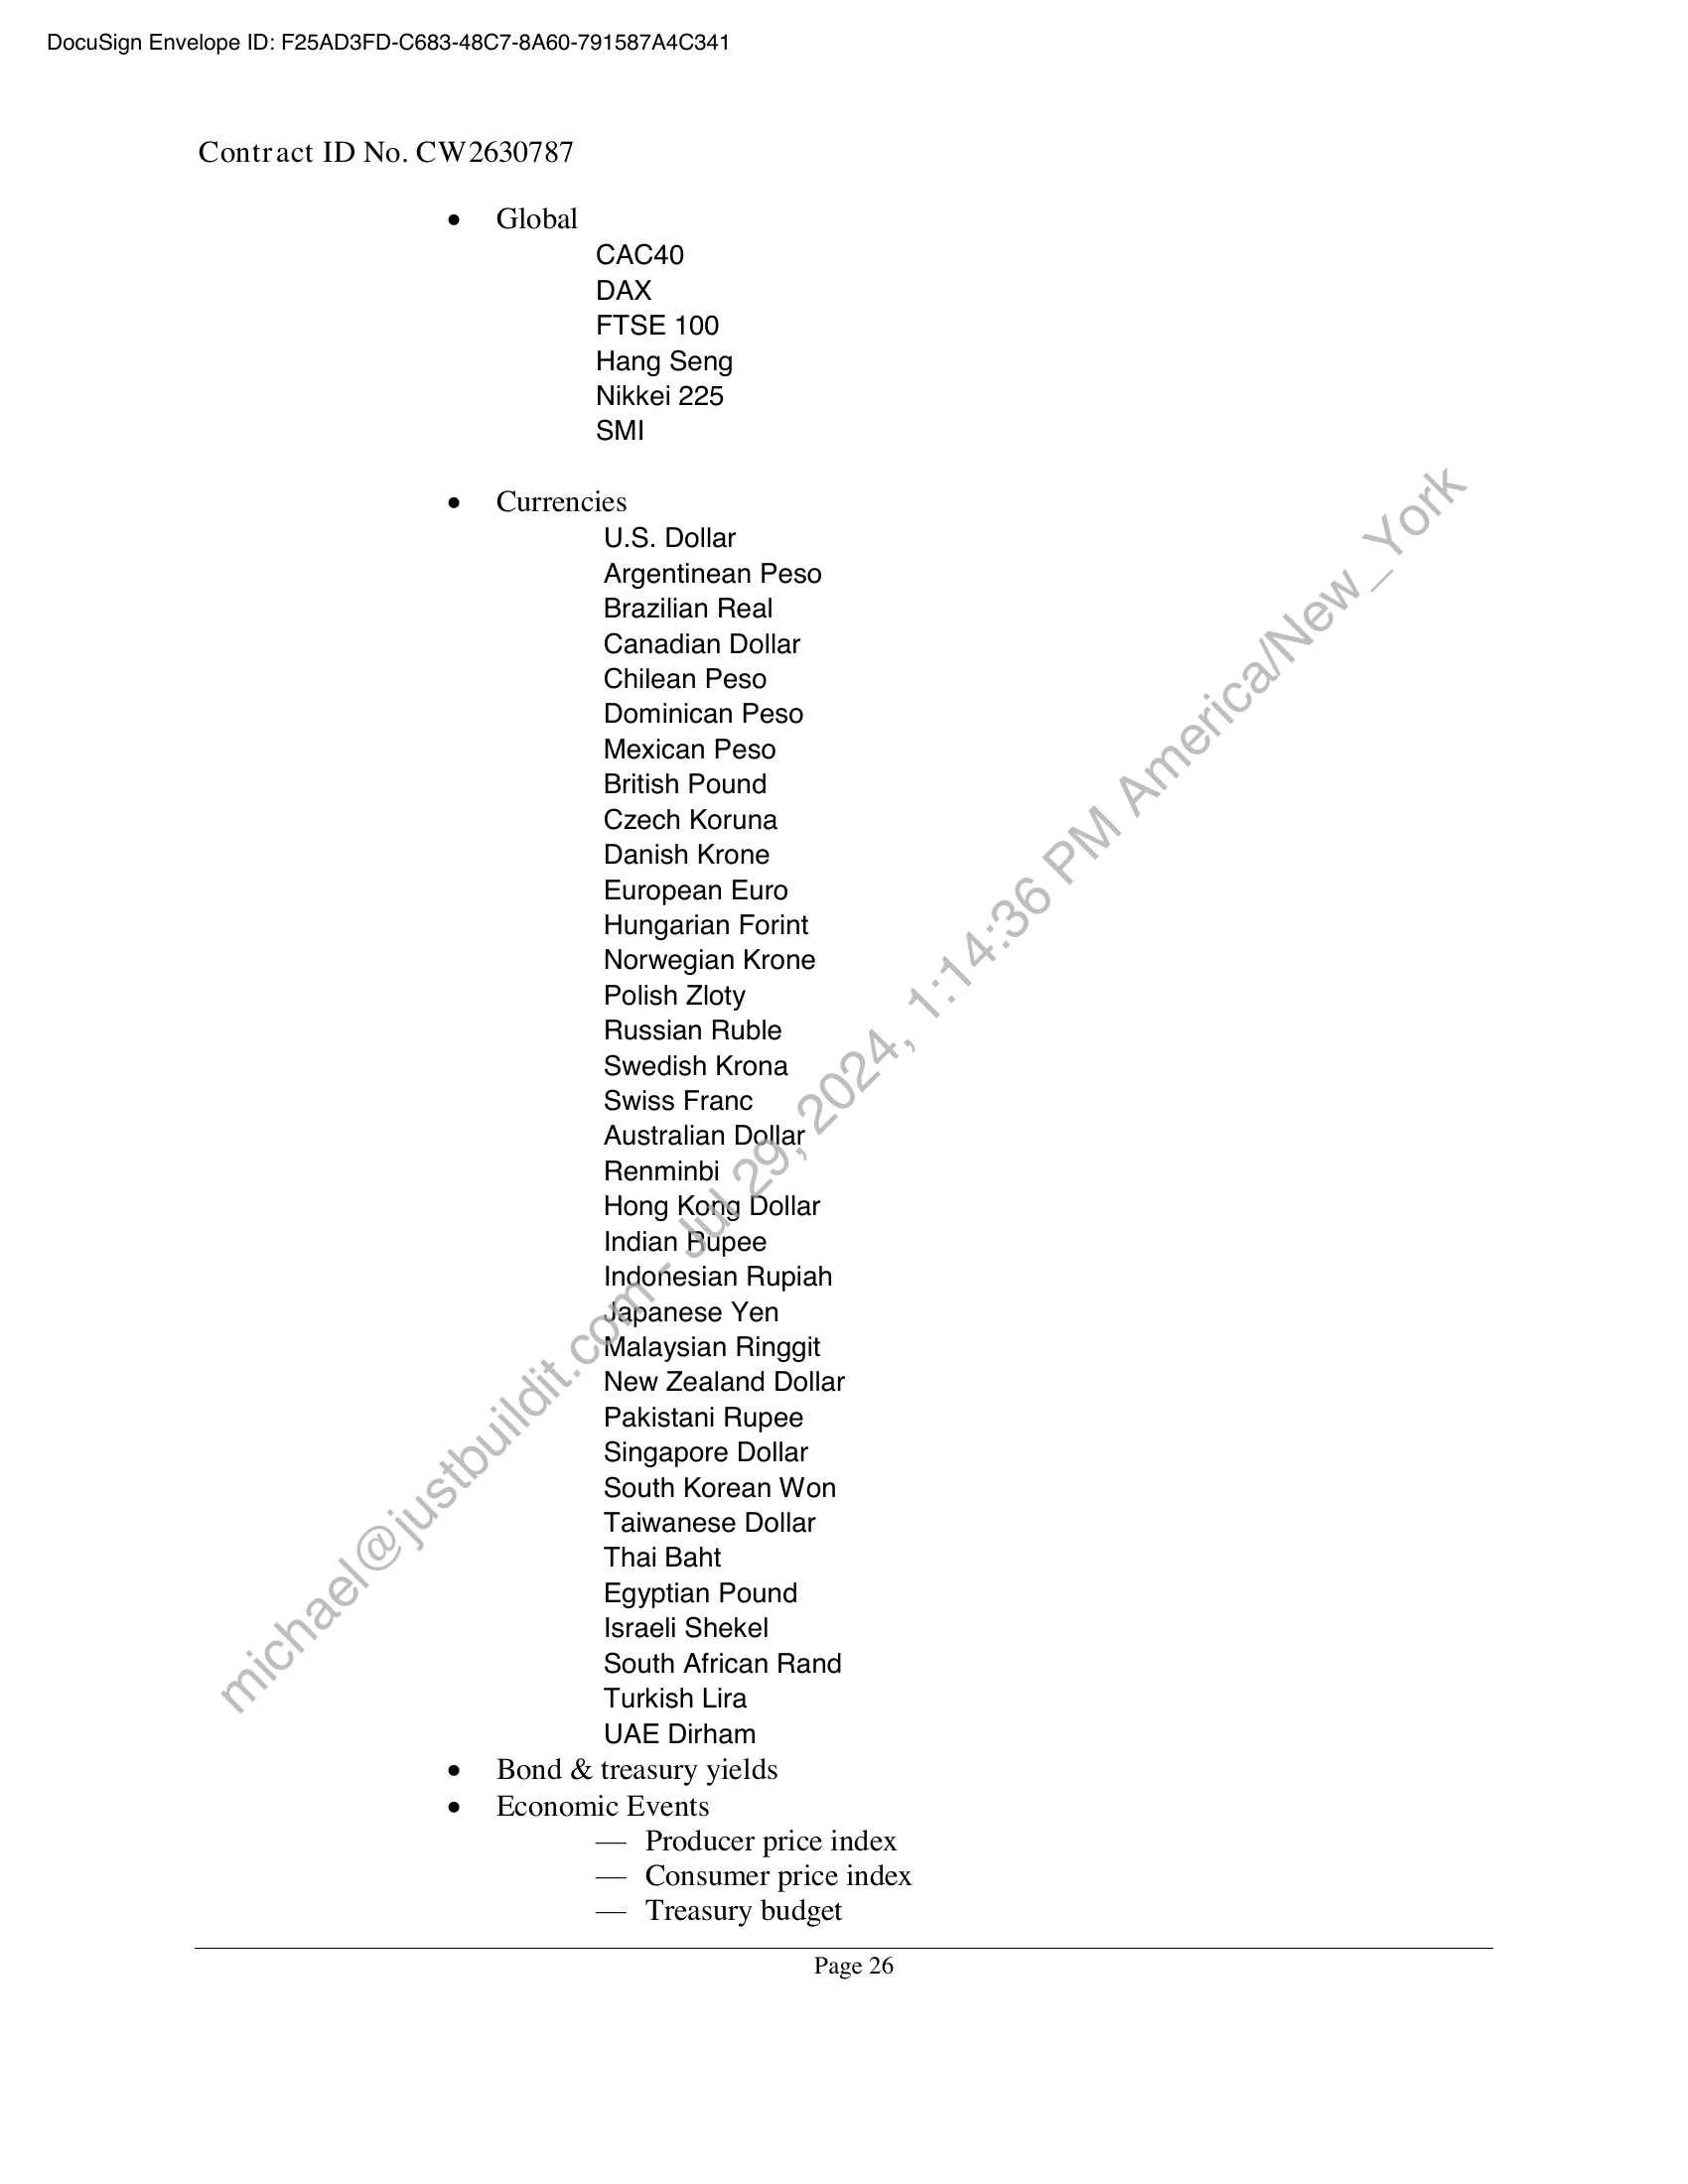 DocuSign Envelope ID: F25AD3FD-C683-48C7-8A60-791587A4C341
Contract ID No. CW2630787
• Global
CAC40
DAX
FTSE 100
Hang Seng
Nikkei 225
SMI
• Currencies
U.S. Dollar
Argentinean Peso
Brazilian Real
Canadian Dollar
Chilean Peso
Dominican Peso
Mexican Peso
British Pound
Czech Koruna
Danish Krone
European Euro
Hungarian Forint
Norwegian Krone
Polish Zloty
Russian Ruble
Swedish Krona
Swiss Franc
Australian Dollar
Renminbi
Hong Kong Dollar
Indian Rupee
Indonesian Rupiah
Japanese Yen
Malaysian Ringgit
New Zealand Dollar
Pakistani Rupee
Singapore Dollar
South Korean Won
Taiwanese Dollar
Thai Baht
Egyptian Pound
Israeli Shekel
South African Rand
Turkish Lira
UAE Dirham
• Bond & treasury yields
• Economic Events
— Producer price index
— Consumer price index
— Treasury budget
Page 26
michael@justbuildit.com - Jul 29, 2024, 1:14:36 PM America/New_York